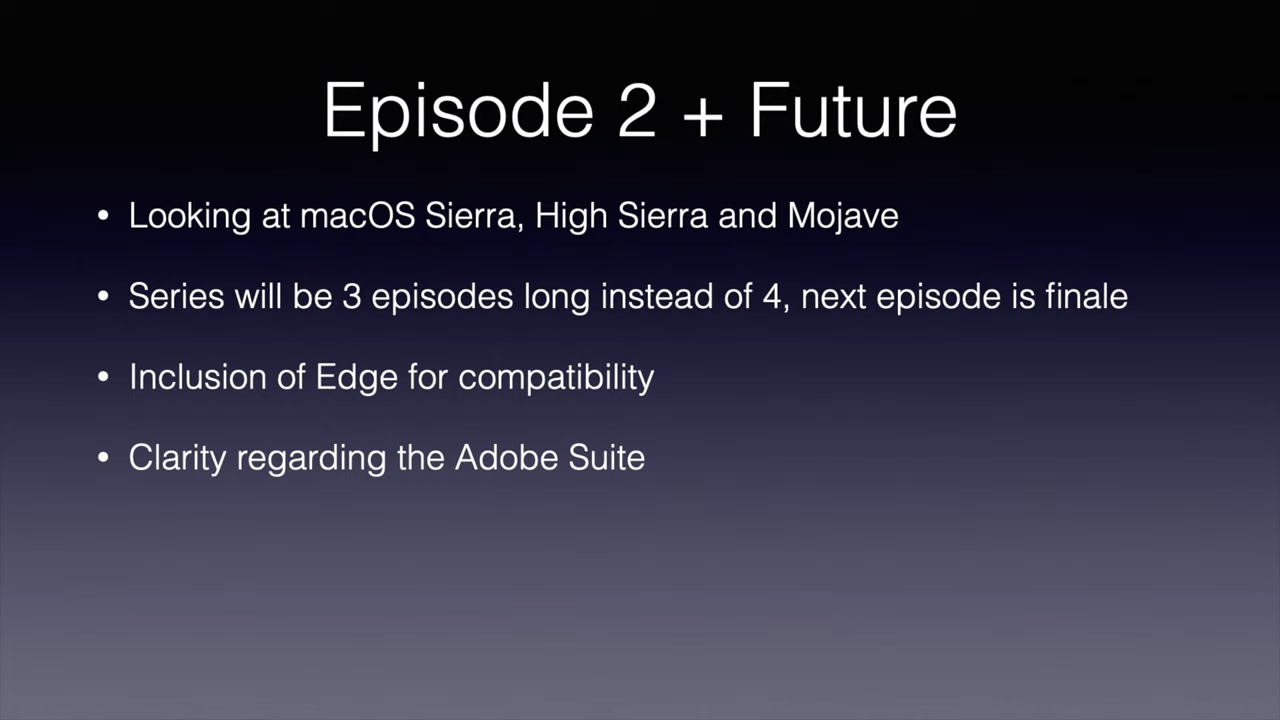 Episode 2 + Future
• Looking at macOS Sierra, High Sierra and Mojave
• Series will be 3 episodes long instead of 4, next episode is finale
• Inclusion of Edge for compatibility
• Clarity regarding the Adobe Suite